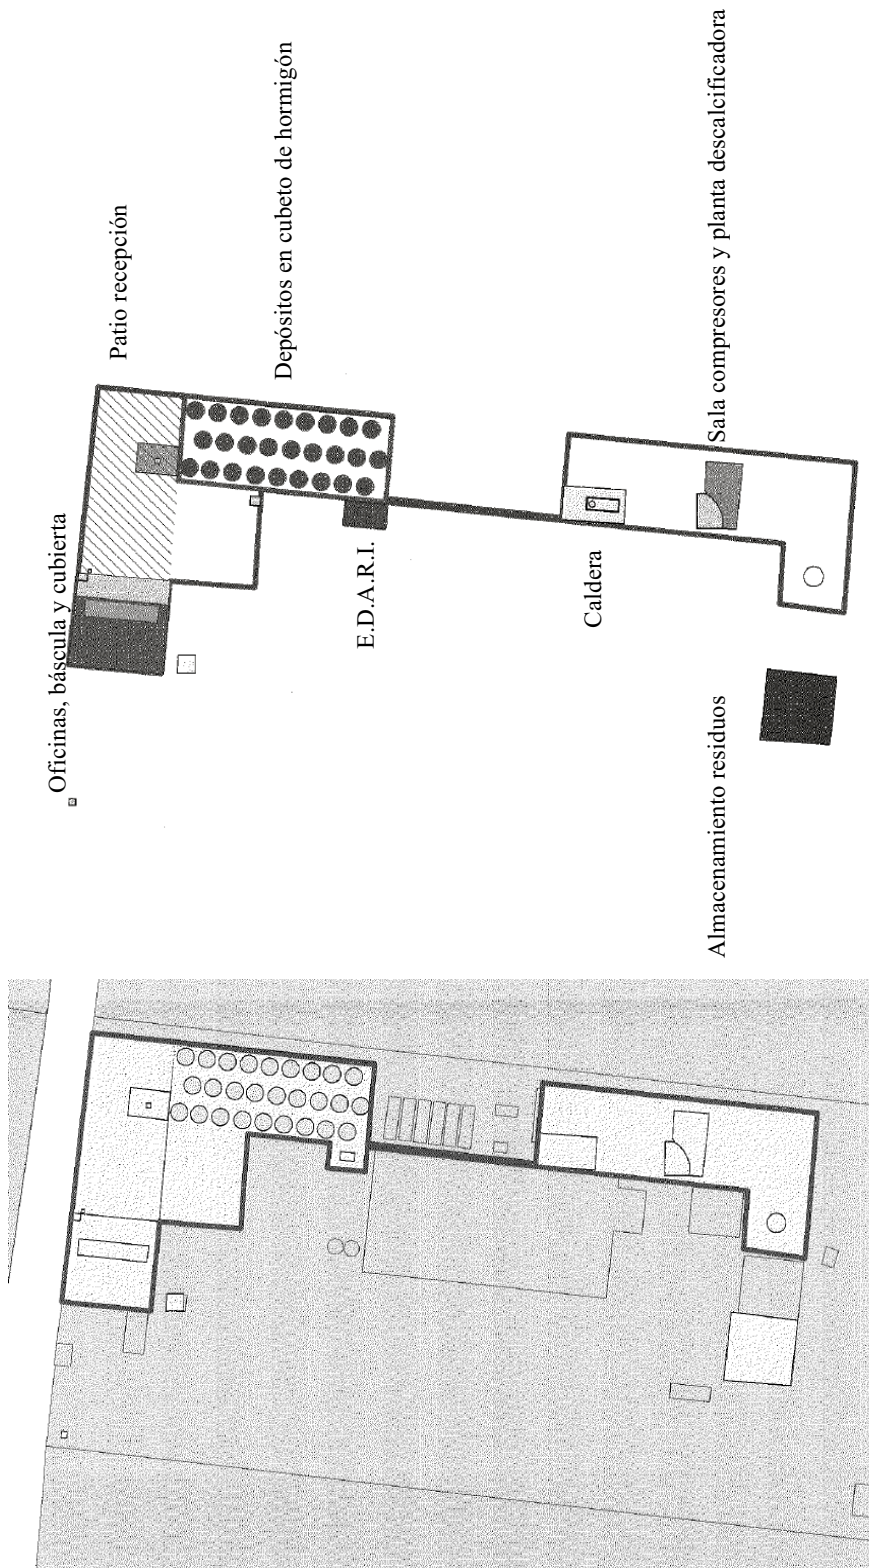 Oficinas, báscula y cubierta
Patio recepción
Depósitos en cubeto de hormigón
E.D.A.R.I.
Caldera
Almacenamiento residuos
Sala compresores y planta descalcificadora